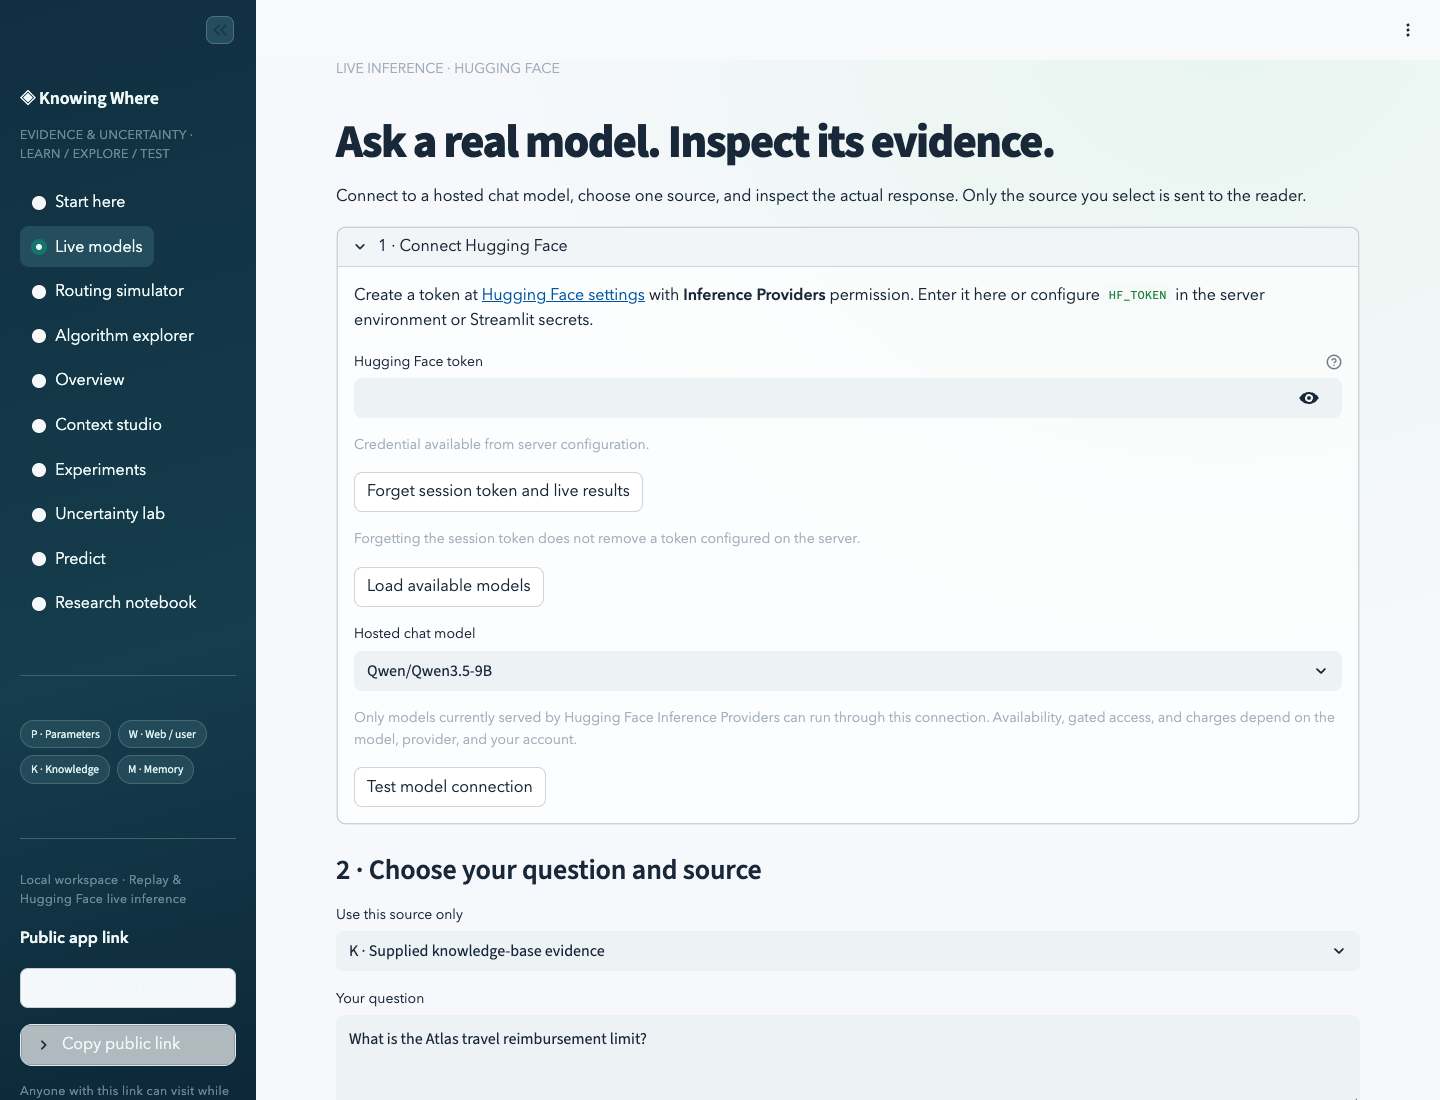 Knowing Where
EVIDENCE & UNCERTAINTY ·
LEARN / EXPLORE / TEST
Start here
Live models
Routing simulator
Algorithm explorer
Overview
Context studio
Experiments
Uncertainty lab
Predict
Research notebook
P · Parameters
W · Web / user
K · Knowledge
M · Memory
Local workspace · Replay &
Hugging Face live inference
Public app link
Copy public link
Anyone with this link can visit while
LIVE INFERENCE · HUGGING FACE
Ask a real model. Inspect its evidence.
Connect to a hosted chat model, choose one source, and inspect the actual response. Only the source you select is sent to the reader.
1 · Connect Hugging Face
Create a token at Hugging Face settings with Inference Providers permission. Enter it here or configure HF_TOKEN in the server
environment or Streamlit secrets.
Hugging Face token
Credential available from server configuration.
Forget session token and live results
Forgetting the session token does not remove a token configured on the server.
Load available models
Hosted chat model
Qwen/Qwen3.5-9B
Only models currently served by Hugging Face Inference Providers can run through this connection. Availability, gated access, and charges depend on the
model, provider, and your account.
Test model connection
2 · Choose your question and source
Use this source only
K · Supplied knowledge-base evidence
Your question
What is the Atlas travel reimbursement limit?